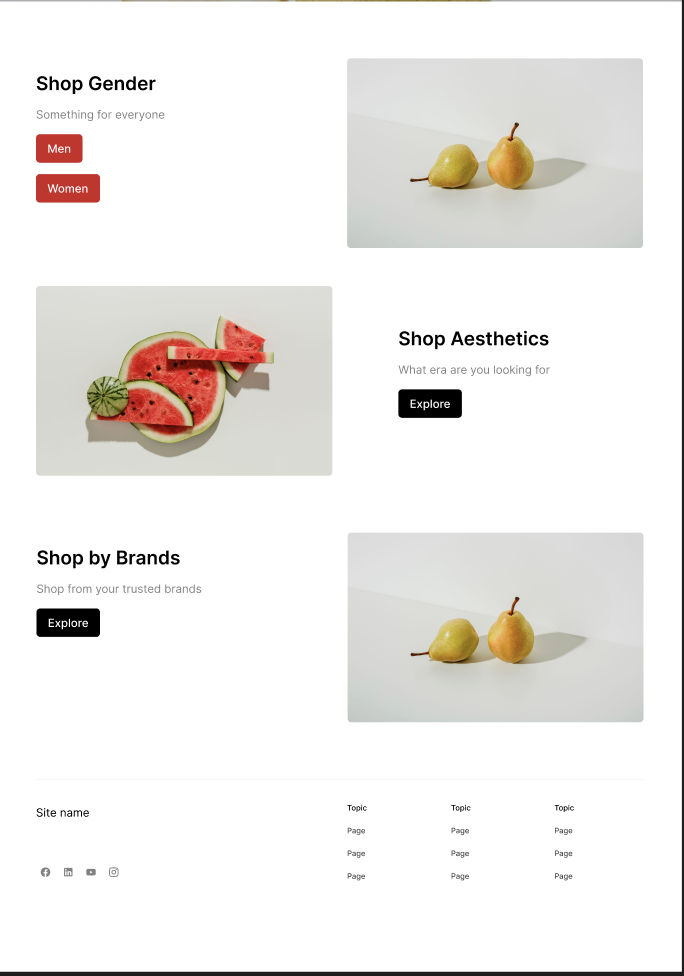 Shop Gender
Something for everyone
Men
Women
Shop Aesthetics
What era are you looking for
Explore
Shop by Brands
Shop from your trusted brands
Explore
Site name
Topic Topic Topic
Page Page Page
Page Page Page
Page Page Page